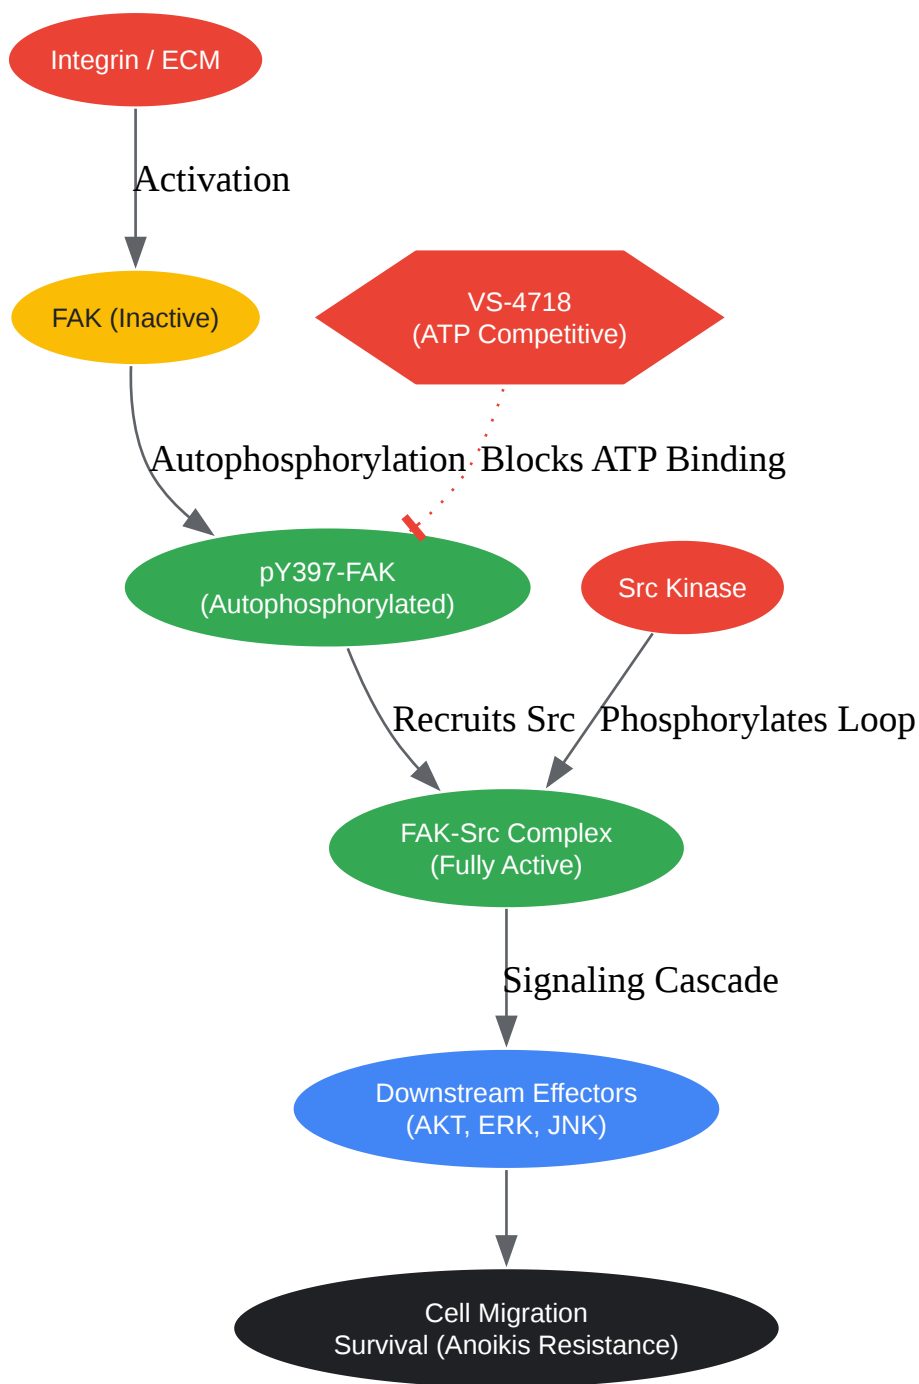 Integrin / ECM
Activation
FAK (Inactive)
VS-4718
(ATP Competitive)
Autophosphorylation
Blocks ATP Binding
pY397-FAK
(Autophosphorylated)
Src Kinase
Recruits Src
Phosphorylates Loop
FAK-Src Complex
(Fully Active)
Signaling Cascade
Downstream Effectors
(AKT, ERK, JNK)
Cell Migration
Survival (Anoikis Resistance)